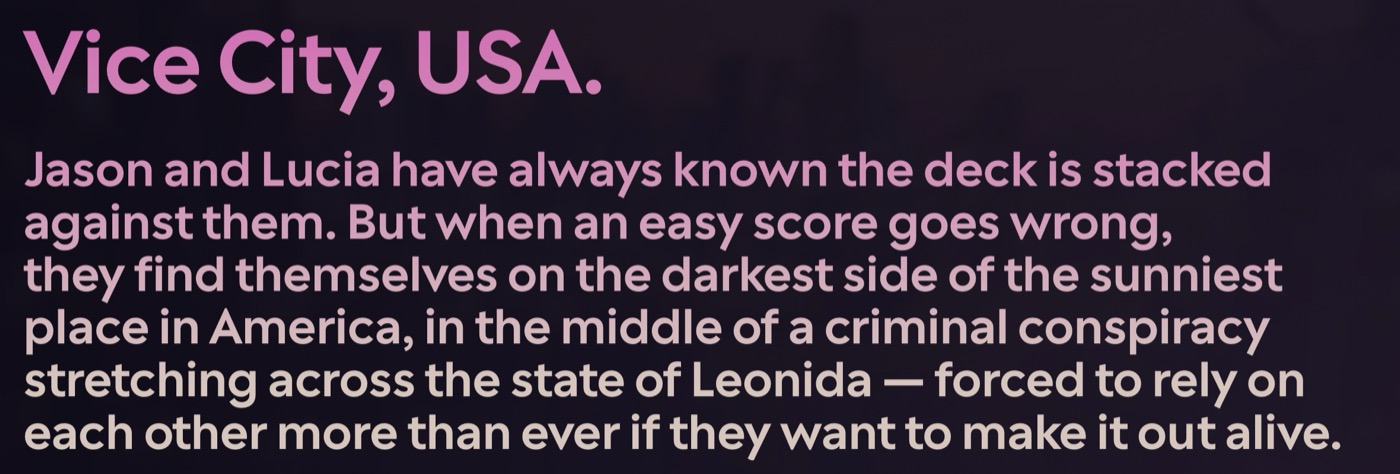 Vice City, USA.
Jason and Lucia have always known the deck is stacked
against them. But when an easy score goes wrong,
they find themselves on the darkest side of the sunniest
place in America, in the middle of a criminal conspiracy
stretching across the state of Leonida — forced to rely on
each other more than ever if they want to make it out alive.